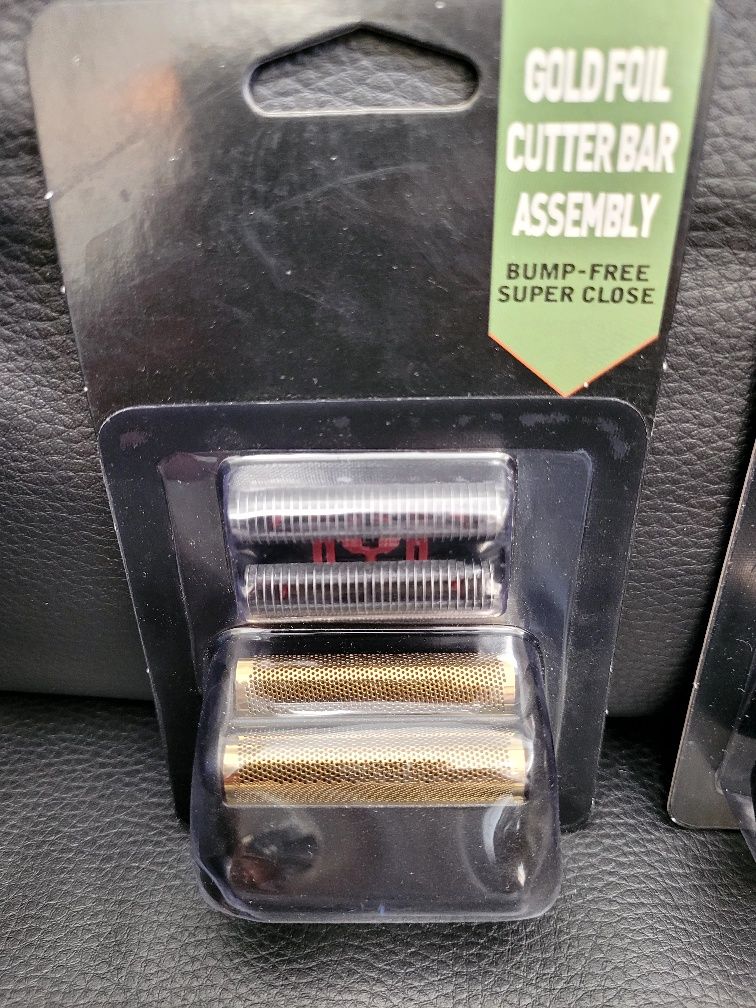 GOLD FOIL
CUTTER BAR
ASSEMBLY
BUMP-FREE
SUPER CLOSE